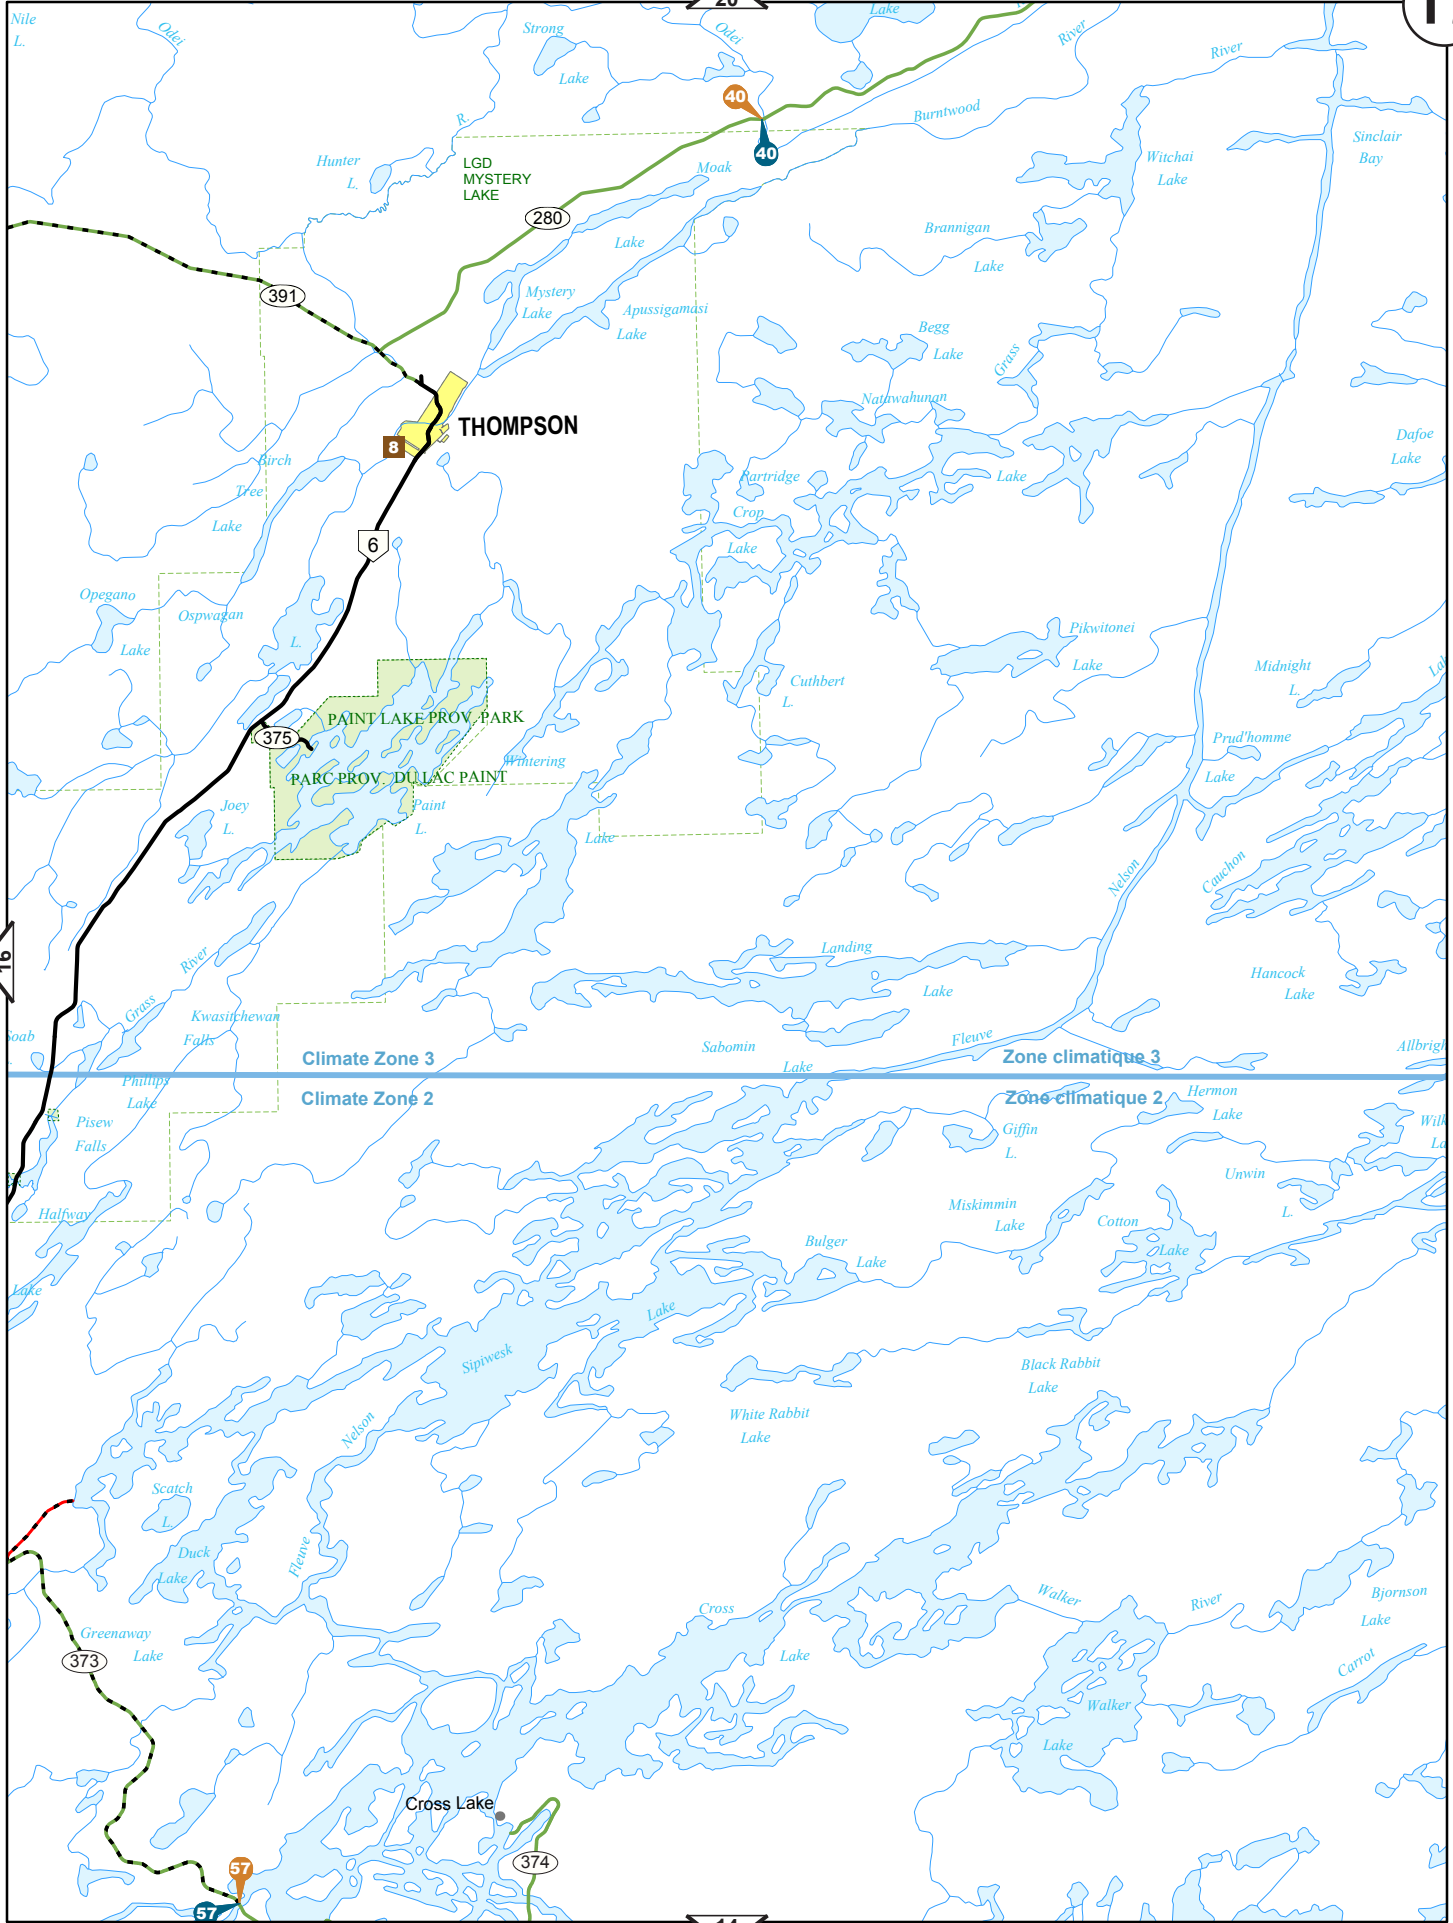 20
Nile
L.
Odei
Strong
Lake
Odei
Lake
River
River
R.
40
Burntwood
40
Sinclair
Bay
Hunter
L.
LGD
MYSTERY
LAKE
Moak
Witchai
Lake
280
Lake
Brannigan
Lake
391
Mystery
Lake
Apussigamasi
Lake
Begg
Lake
Grass
Natawahunan
THOMPSON
8
Dafoe
Lake
Birch
Tree
Lake
Partridge
Crop
Lake
Lake
6
Opegano
Lake
Ospwagan
L.
Pikwitonei
Lake
Midnight
L.
Cuthbert
L.
PAINT LAKE PROV. PARK
375
Prud'homme
Lake
Wintering
PARC PROV. DU LAC PAINT
Joey
L.
Paint
L.
Lake
Nelson
Cauchon
16
River
Landing
Lake
Hancock
Lake
Grass
Kwasitchewan
Falls
Soab
Sabomin
Lake
Fleuve
Climate Zone 3
Zone climatique 3
Allbrigh
Phillips
Lake
Climate Zone 2
Zone climatique 2
Hermon
Lake
Pisew
Falls
Giffin
L.
Wilk
La
Unwin
L.
Halfway
Lake
Miskimmin
Lake
Cotton
Lake
Bulger
Lake
Lake
Sipiwesk
Black Rabbit
Lake
White Rabbit
Lake
Nelson
Scatch
L.
Duck
Lake
Fleuve
Walker
River
Bjornson
Lake
Cross
Lake
Greenaway
Lake
373
Carrot
Walker
Lake
Cross Lake
374
57
57
14